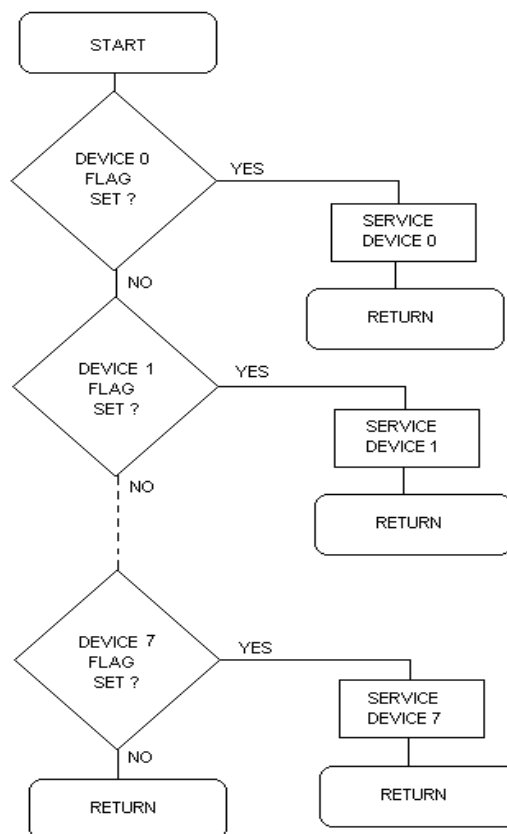 START
DEVICE 0
FLAG
SET ?
YES
SERVICE
DEVICE 0
NO
RETURN
DEVICE 1
FLAG
SET ?
YES
SERVICE
DEVICE 1
NO
RETURN
DEVICE 7
FLAG
SET ?
YES
SERVICE
DEVICE 7
NO
RETURN
RETURN